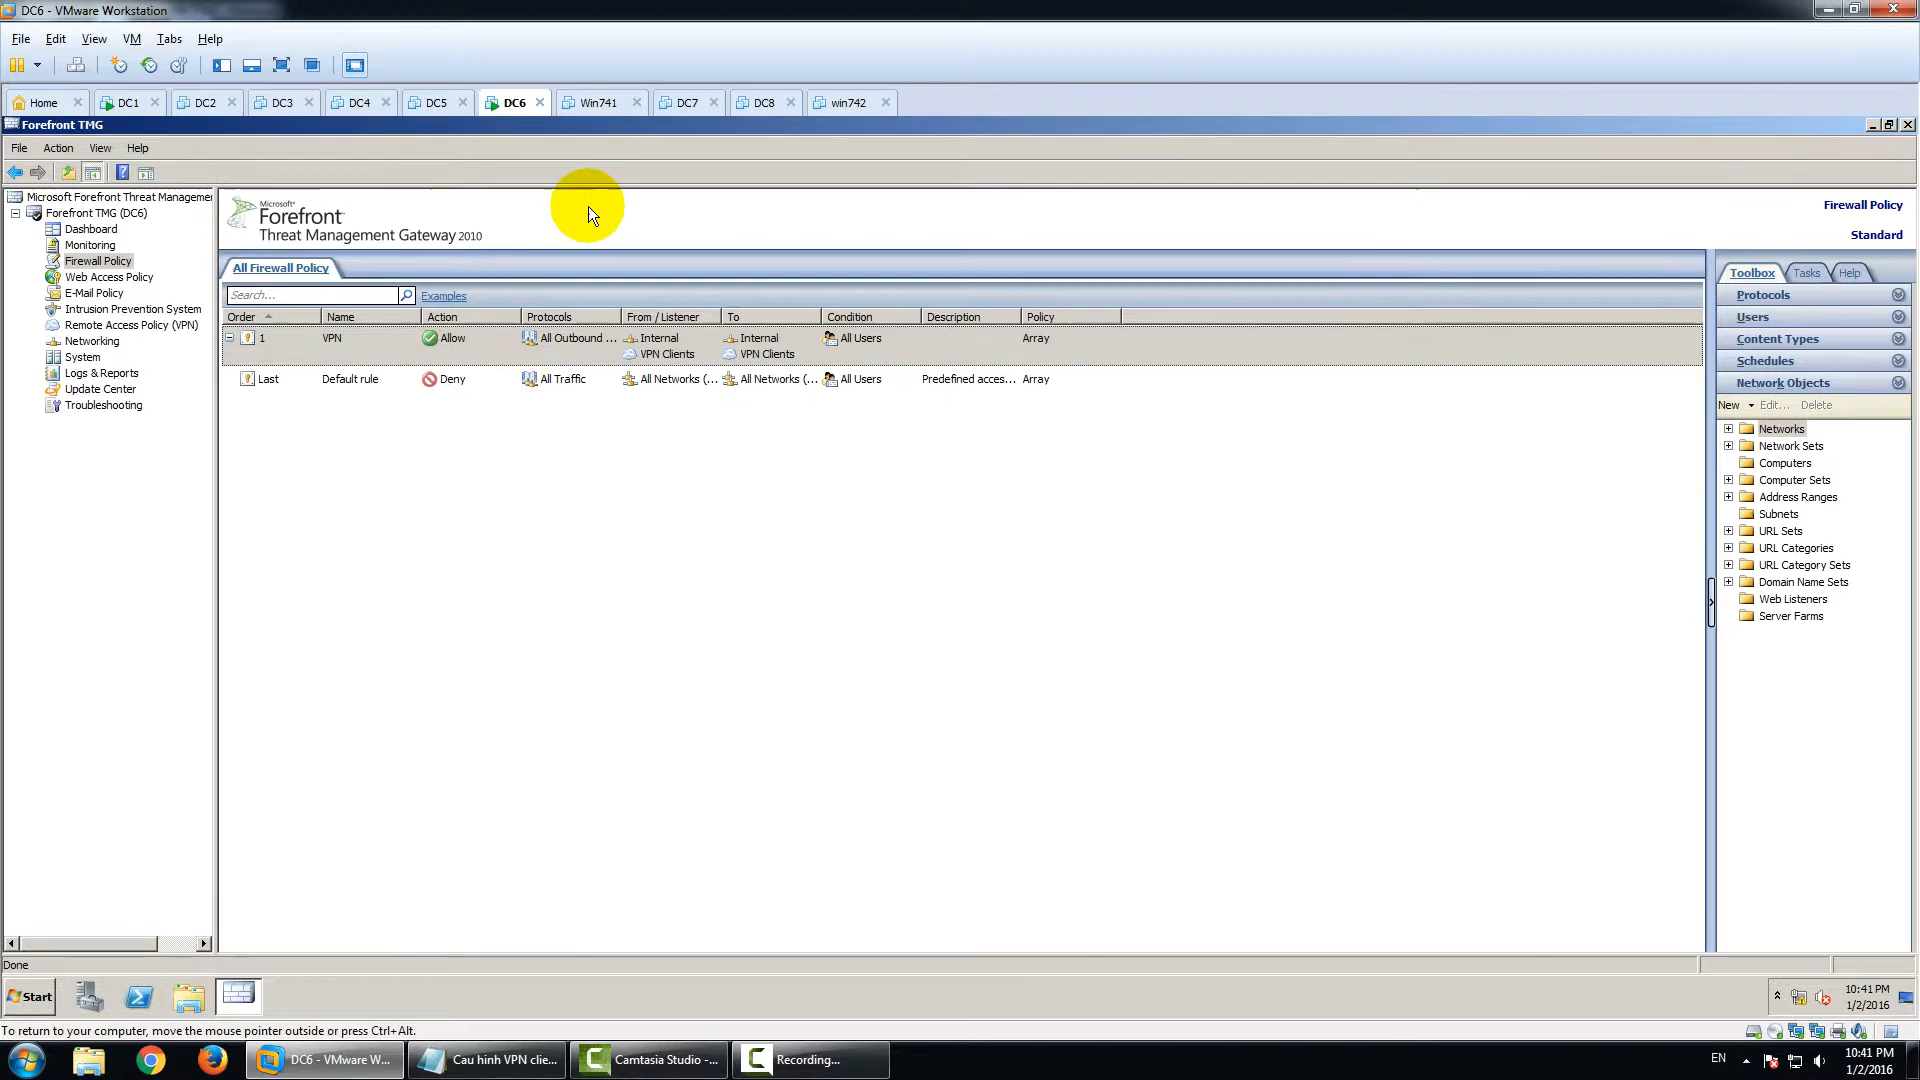 DC6 - VMware Workstation
File Edit View VM Tabs Help
Home DC1 DC2 DC3 DC4 DC5 DC6 Win741 DC7 DC8 win742
Forefront TMG
File Action View Help
Microsoft Forefront Threat Manageme
Forefront TMG (DC6)
Dashboard
Monitoring
Firewall Policy
Web Access Policy
E-Mail Policy
Intrusion Prevention System
Remote Access Policy (VPN)
Networking
System
Logs & Reports
Update Center
Troubleshooting
Microsoft
Forefront
Threat Management Gateway 2010
Firewall Policy
Standard
All Firewall Policy
Search... Examples
Order Name Action Protocols From / Listener To Condition Description Policy
1 VPN Allow All Outbound ... Internal Internal All Users Array
VPN Clients VPN Clients
Last Default rule Deny All Traffic All Networks (... All Networks (... All Users Predefined acces... Array
Toolbox Tasks Help
Protocols
Users
Content Types
Schedules
Network Objects
New Edit... Delete
Networks
Network Sets
Computers
Computer Sets
Address Ranges
Subnets
URL Sets
URL Categories
URL Category Sets
Domain Name Sets
Web Listeners
Server Farms
Done
Start
10:41 PM
1/2/2016
To return to your computer, move the mouse pointer outside or press Ctrl+Alt.
DC6 - VMware W... Cau hinh VPN clie... Camtasia Studio -... Recording...
EN
10:41 PM
1/2/2016